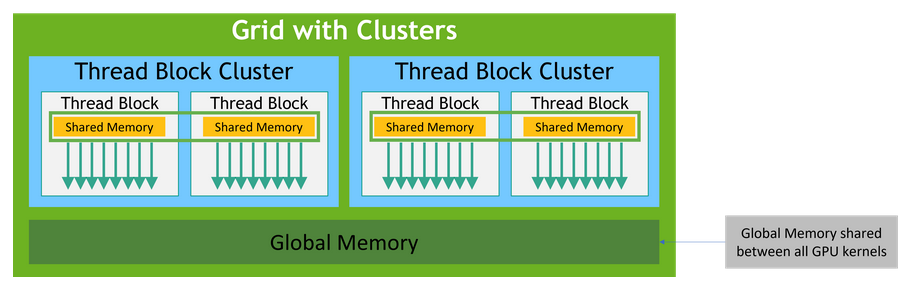 Grid with Clusters
Thread Block Cluster
Thread Block Cluster
Thread Block
Thread Block
Thread Block
Thread Block
Shared Memory
Shared Memory
Shared Memory
Shared Memory
Global Memory
Global Memory shared
between all GPU kernels